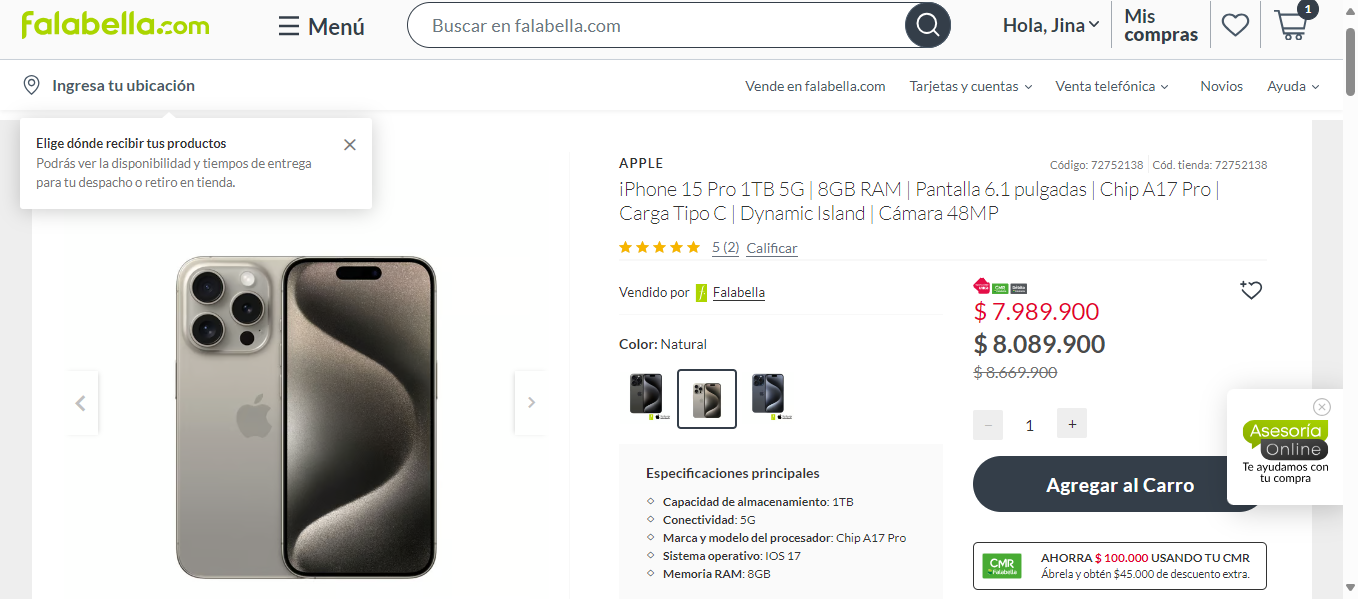 falabella.com
Menú
Buscar en falabella.com
Hola, Jina
Mis
compras
1
Ingresa tu ubicación
Vende en falabella.com
Tarjetas y cuentas
Venta telefónica
Novios
Ayuda
Elige dónde recibir tus productos
Podrás ver la disponibilidad y tiempos de entrega
para tu despacho o retiro en tienda.
APPLE
Código: 72752138
Cód. tienda: 72752138
iPhone 15 Pro 1TB 5G | 8GB RAM | Pantalla 6.1 pulgadas | Chip A17 Pro |
Carga Tipo C | Dynamic Island | Cámara 48MP
5 (2)
Calificar
Vendido por
Falabella
$ 7.989.900
$ 8.089.900
$ 8.669.900
Color: Natural
1
Agregar al Carro
Asesoría
Online
Te ayudamos con
tu compra
Especificaciones principales
Capacidad de almacenamiento: 1TB
Conectividad: 5G
Marca y modelo del procesador: Chip A17 Pro
Sistema operativo: IOS 17
Memoria RAM: 8GB
CMR
Falabella
AHORRA $ 100.000 USANDO TU CMR
Ábrela y obtén $45.000 de descuento extra.